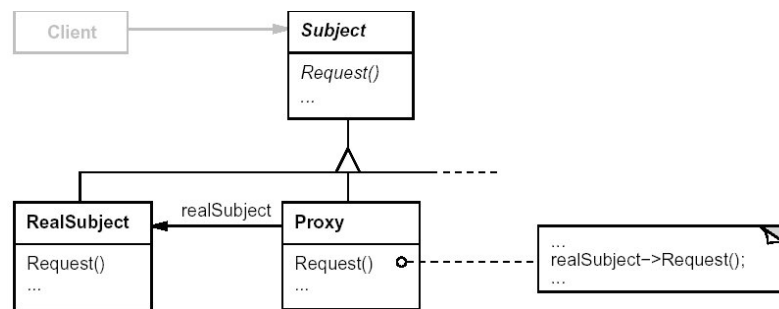 Client
Subject
Request()
...
RealSubject
Request()
...
realSubject
Proxy
Request()
...
...
realSubject->Request();
...